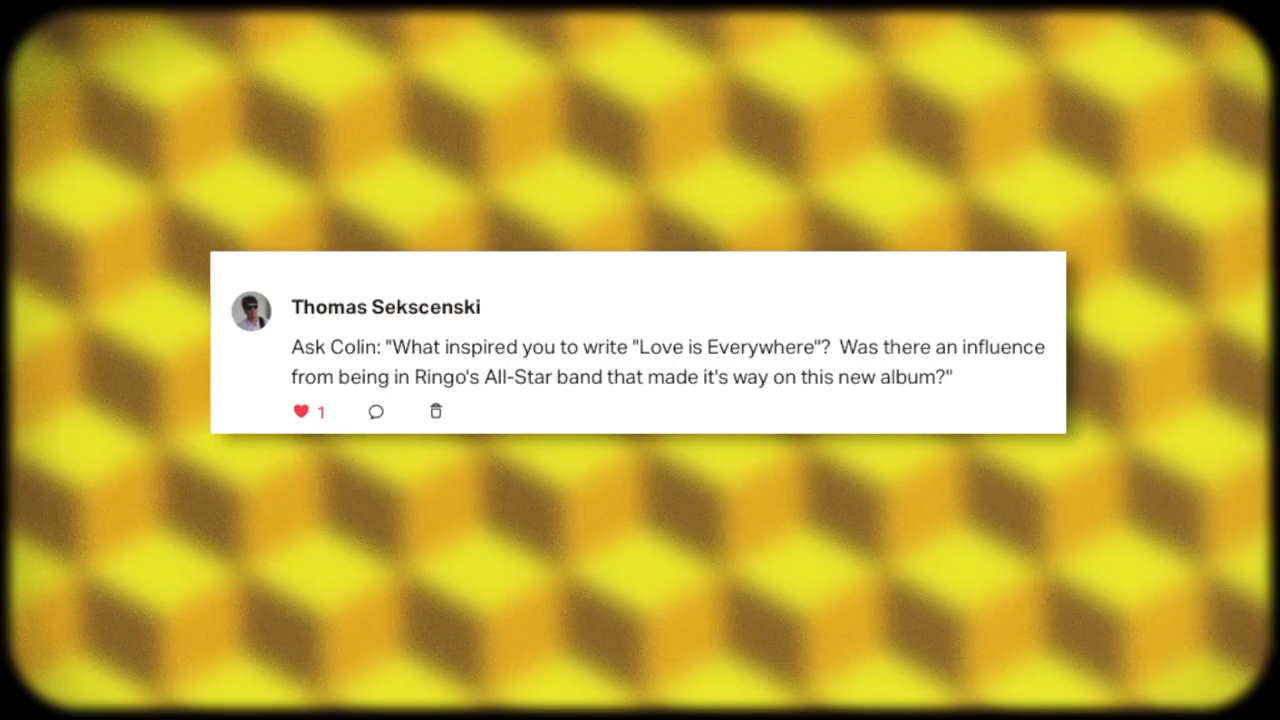 Thomas Sekscenski
Ask Colin: "What inspired you to write "Love is Everywhere"?  Was there an influence
from being in Ringo's All-Star band that made it's way on this new album?"
1